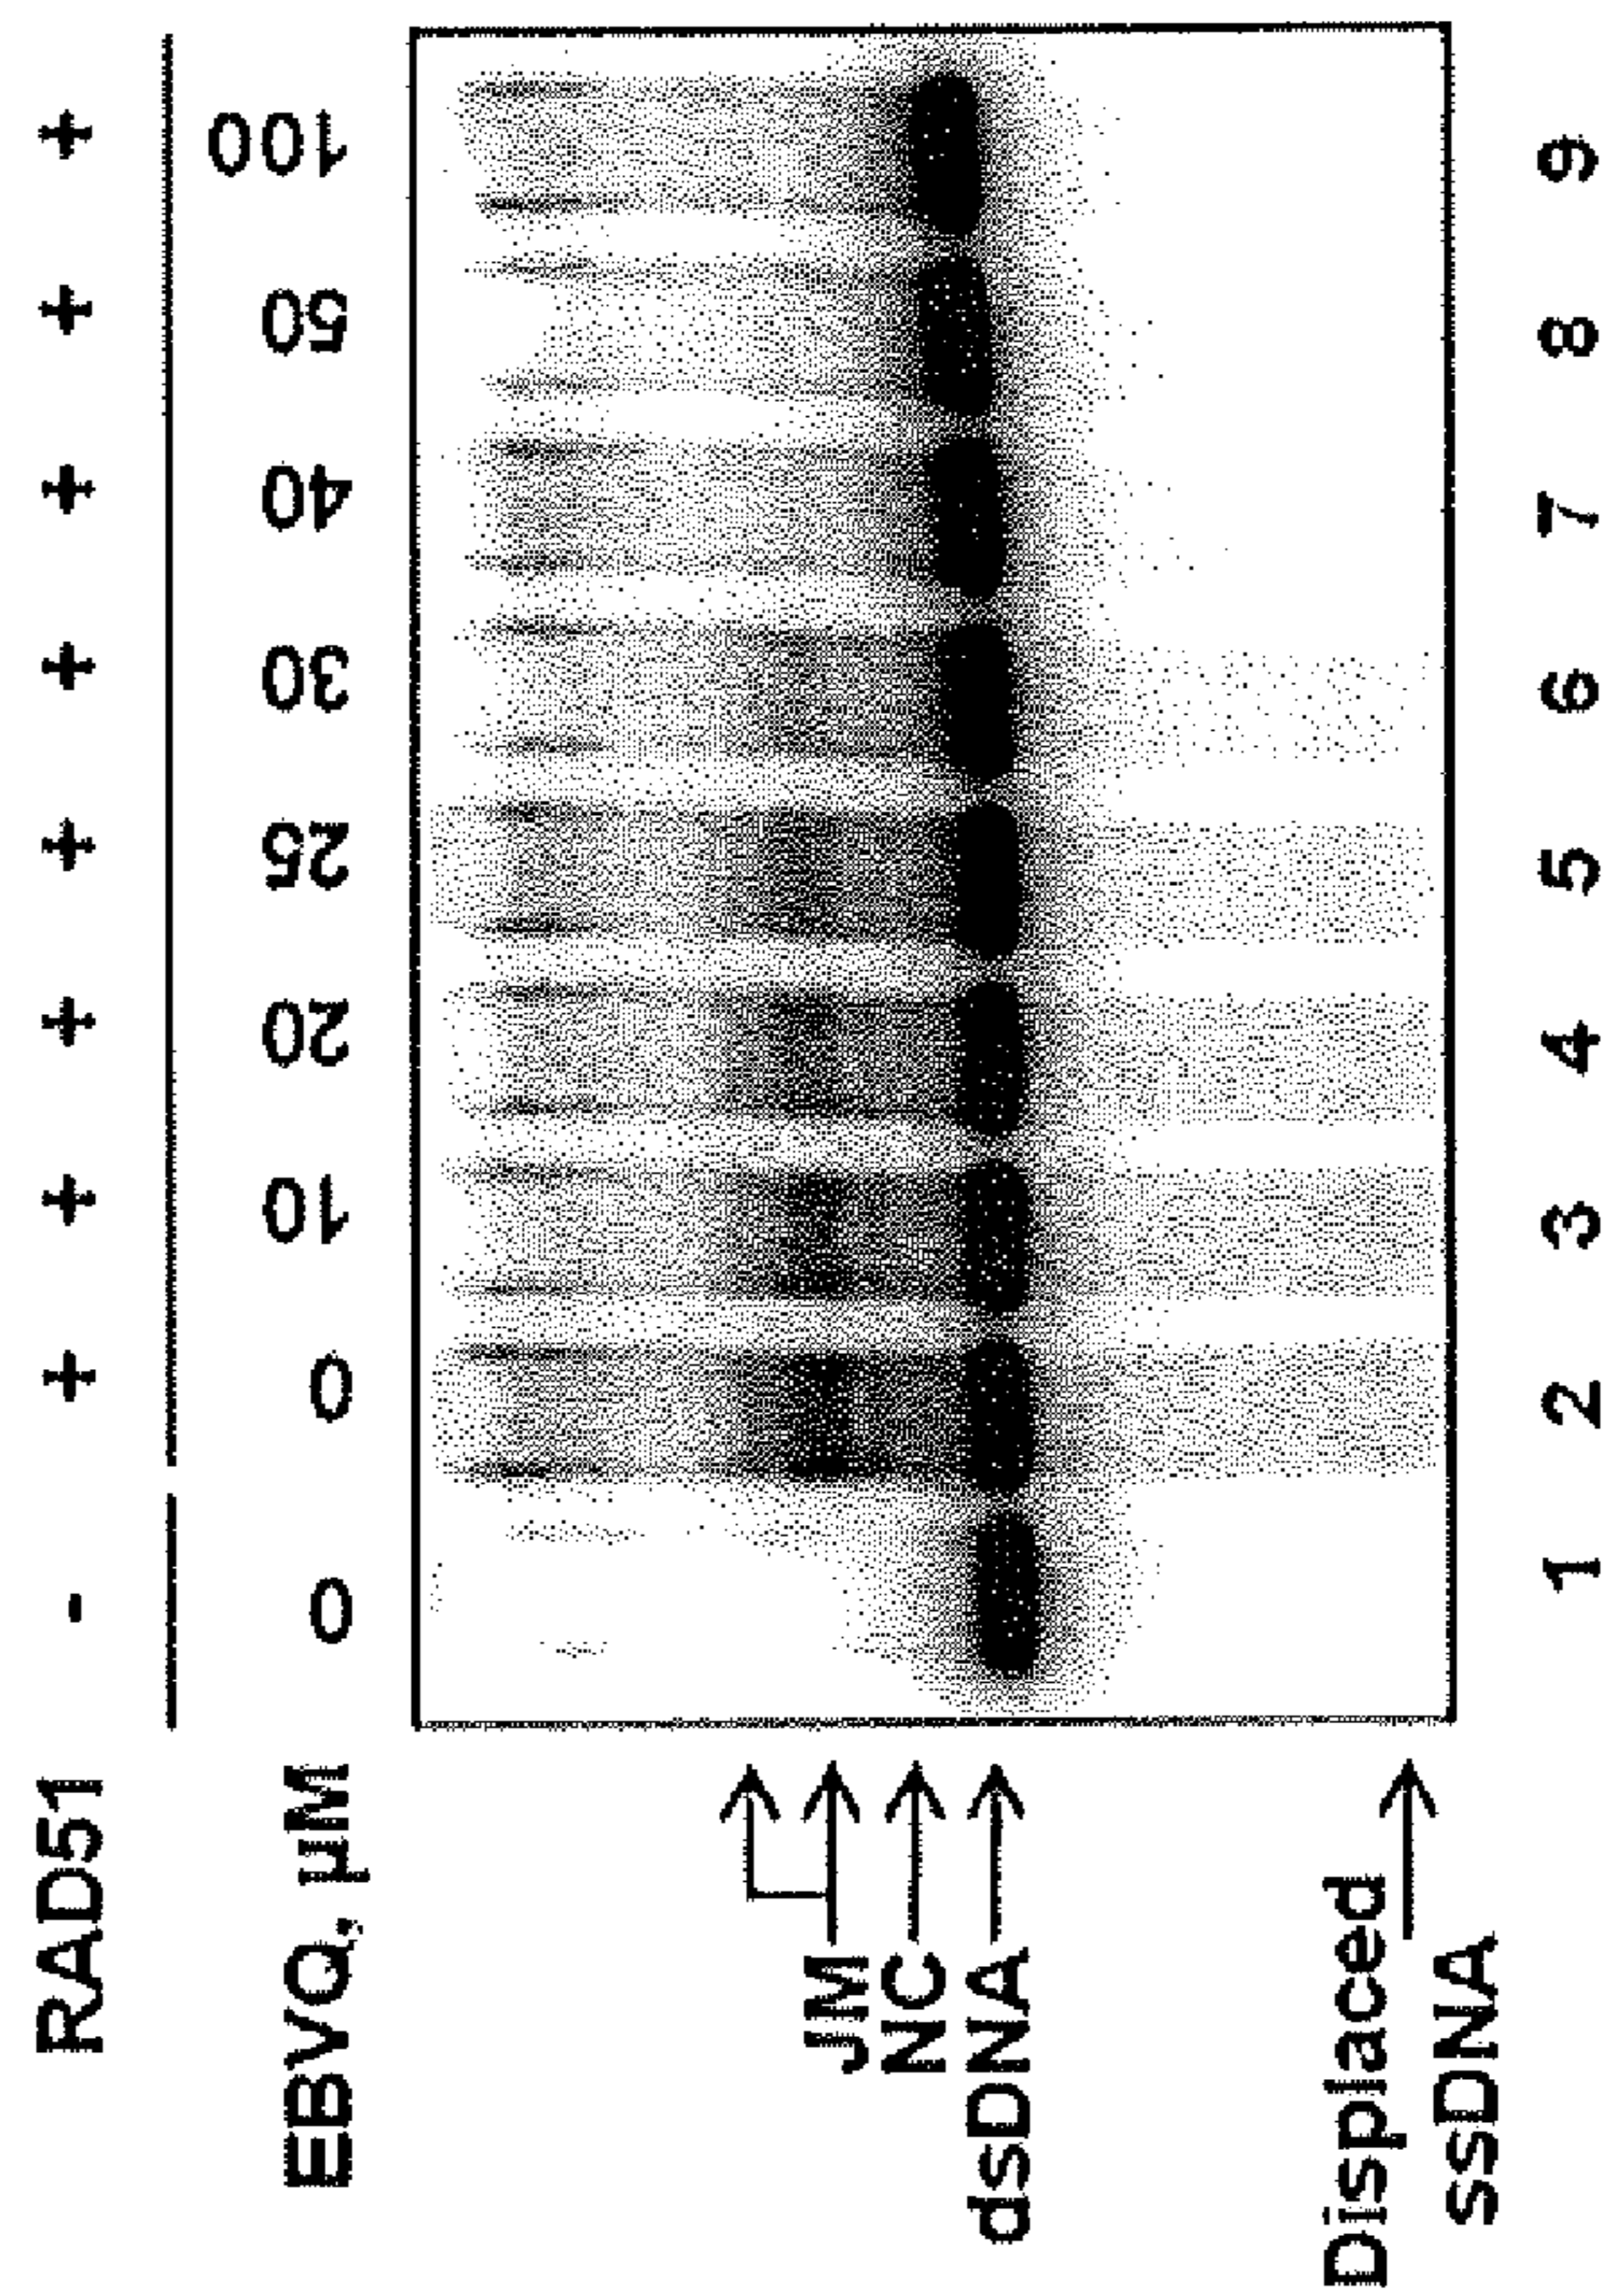 RAD51 - + + + + + + + +
EBVQ, µM 0 0 10 20 25 30 40 50 100
JM
NC
dsDNA
Displaced
ssDNA
1 2 3 4 5 6 7 8 9